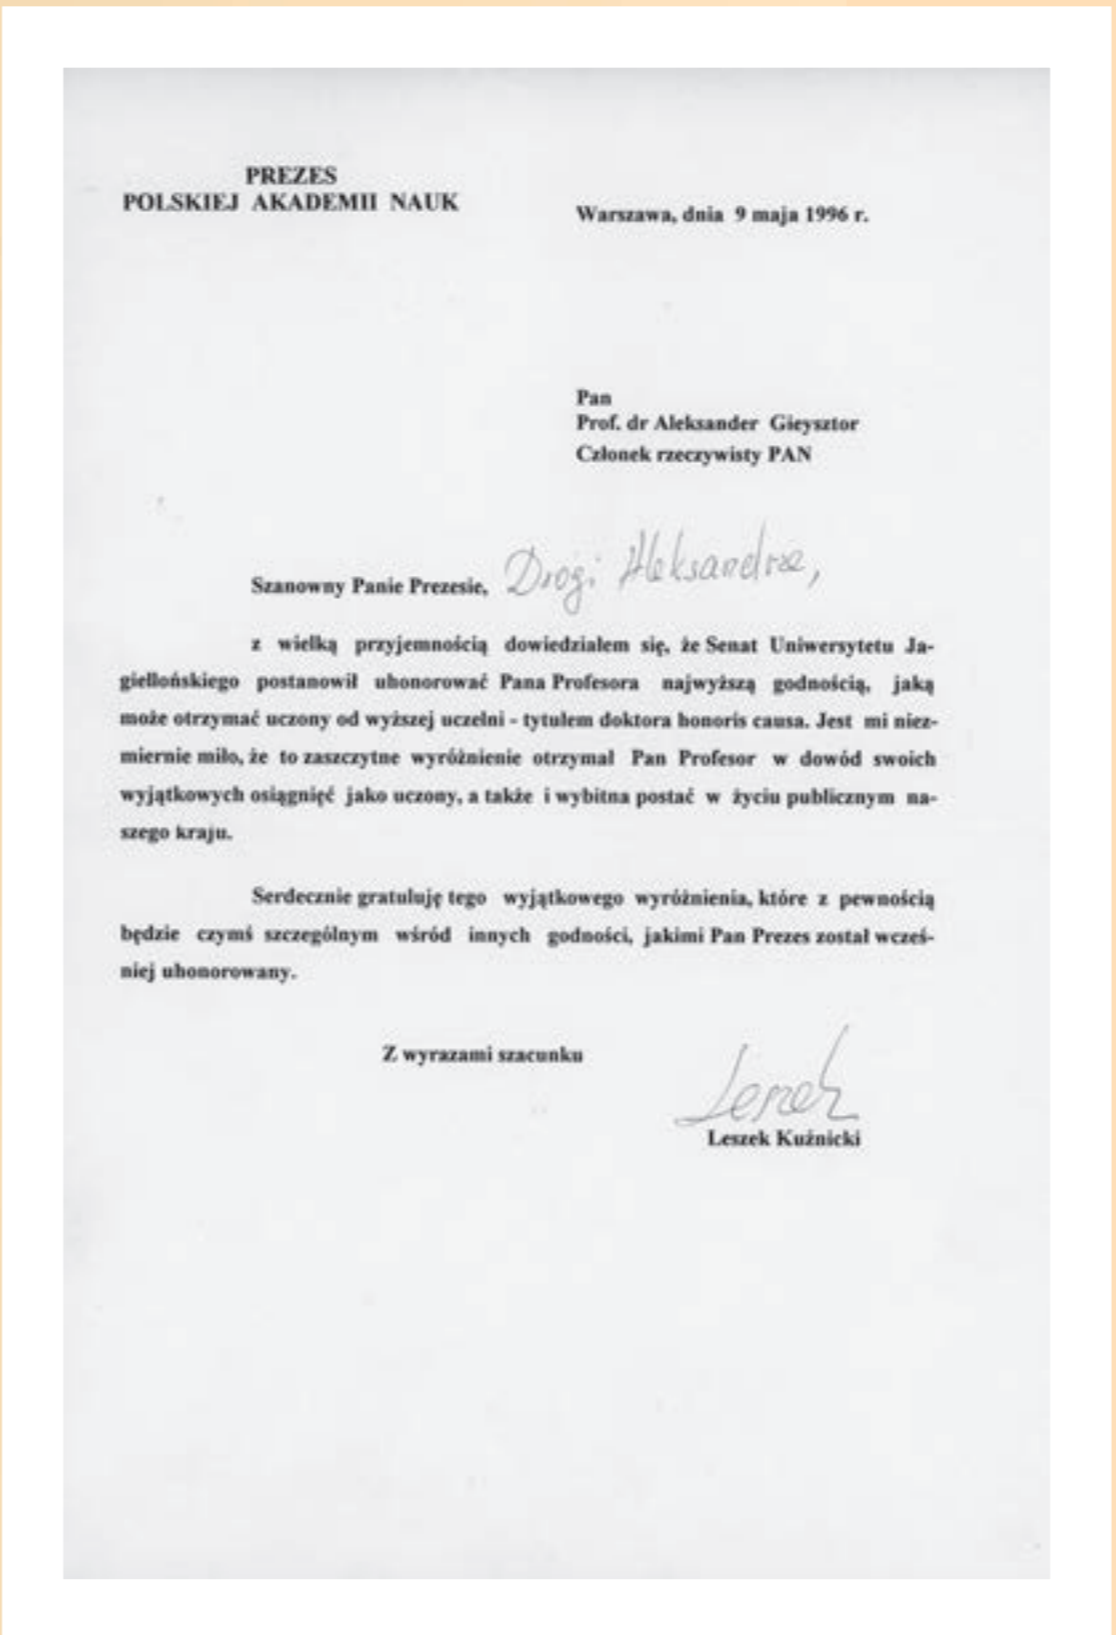 PREZES
POLSKIEJ AKADEMII NAUK
Warszawa, dnia 9 maja 1996 r.
Pan
Prof. dr Aleksander Gieysztor
Członek rzeczywisty PAN
Szanowny Panie Prezesie, Drogi Aleksandrze,
z wielką przyjemnością dowiedziałem się, że Senat Uniwersytetu Ja-
giellońskiego postanowił uhonorować Pana Profesora najwyższą godnością, jaką
może otrzymać uczony od wyższej uczelni - tytułem doktora honoris causa. Jest mi niez-
miernie miło, że to zaszczytne wyróżnienie otrzymał Pan Profesor w dowód swoich
wyjątkowych osiągnięć jako uczony, a także i wybitna postać w życiu publicznym na-
szego kraju.
Serdecznie gratuluję tego wyjątkowego wyróżnienia, które z pewnością
będzie czymś szczególnym wśród innych godności, jakimi Pan Prezes został wcześ-
niej uhonorowany.
Z wyrazami szacunku
Leszek
Leszek Kuźnicki